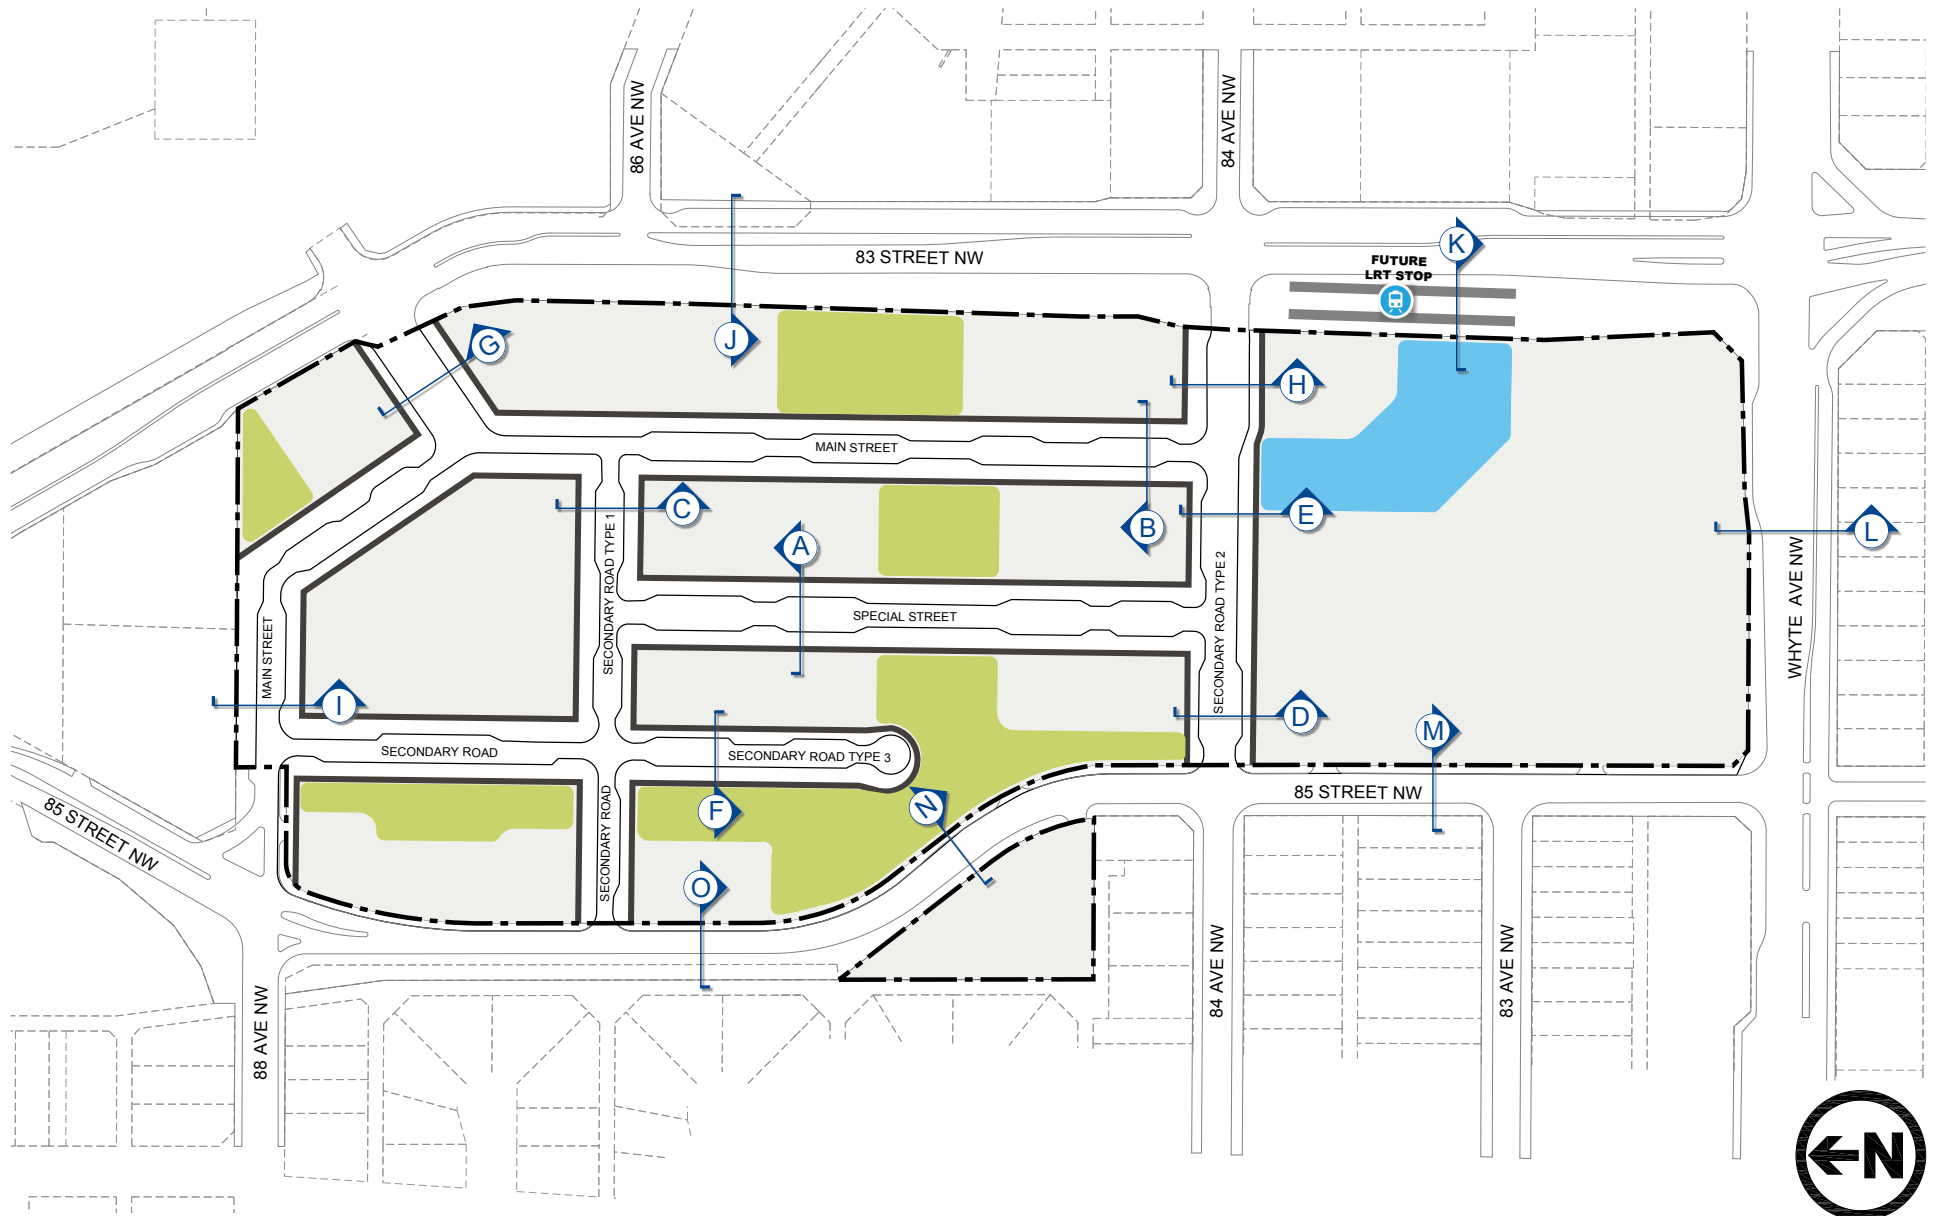 86 AVE NW
84 AVE NW
83 STREET NW
K
FUTURE
LRT STOP
G
J
H
MAIN STREET
C
SECONDARY ROAD TYPE 1
A
B
E
L
SECONDARY ROAD TYPE 2
WHYTE AVE NW
SPECIAL STREET
MAIN STREET
I
D
M
SECONDARY ROAD
SECONDARY ROAD TYPE 3
85 STREET NW
85 STREET NW
F
N
SECONDARY ROAD
O
84 AVE NW
83 AVE NW
88 AVE NW
N